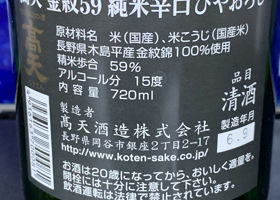 髙天 金紋59 純米辛口ひやおろし
原材料名 米（国産）、米こうじ（国産米）
長野県木島平産金紋錦100%使用
精米歩合 59%
アルコール分 15度
内容量 720ml
品目
清酒
製造者
髙天酒造株式会社
長野県岡谷市銀座2丁目2-17
http://www.koten-sake.co.jp
製造年月
6.9
お酒は20歳になってから。おいしく適量を。
開栓には十分に注意して下さい。
飲酒運転は法律で禁止されています。